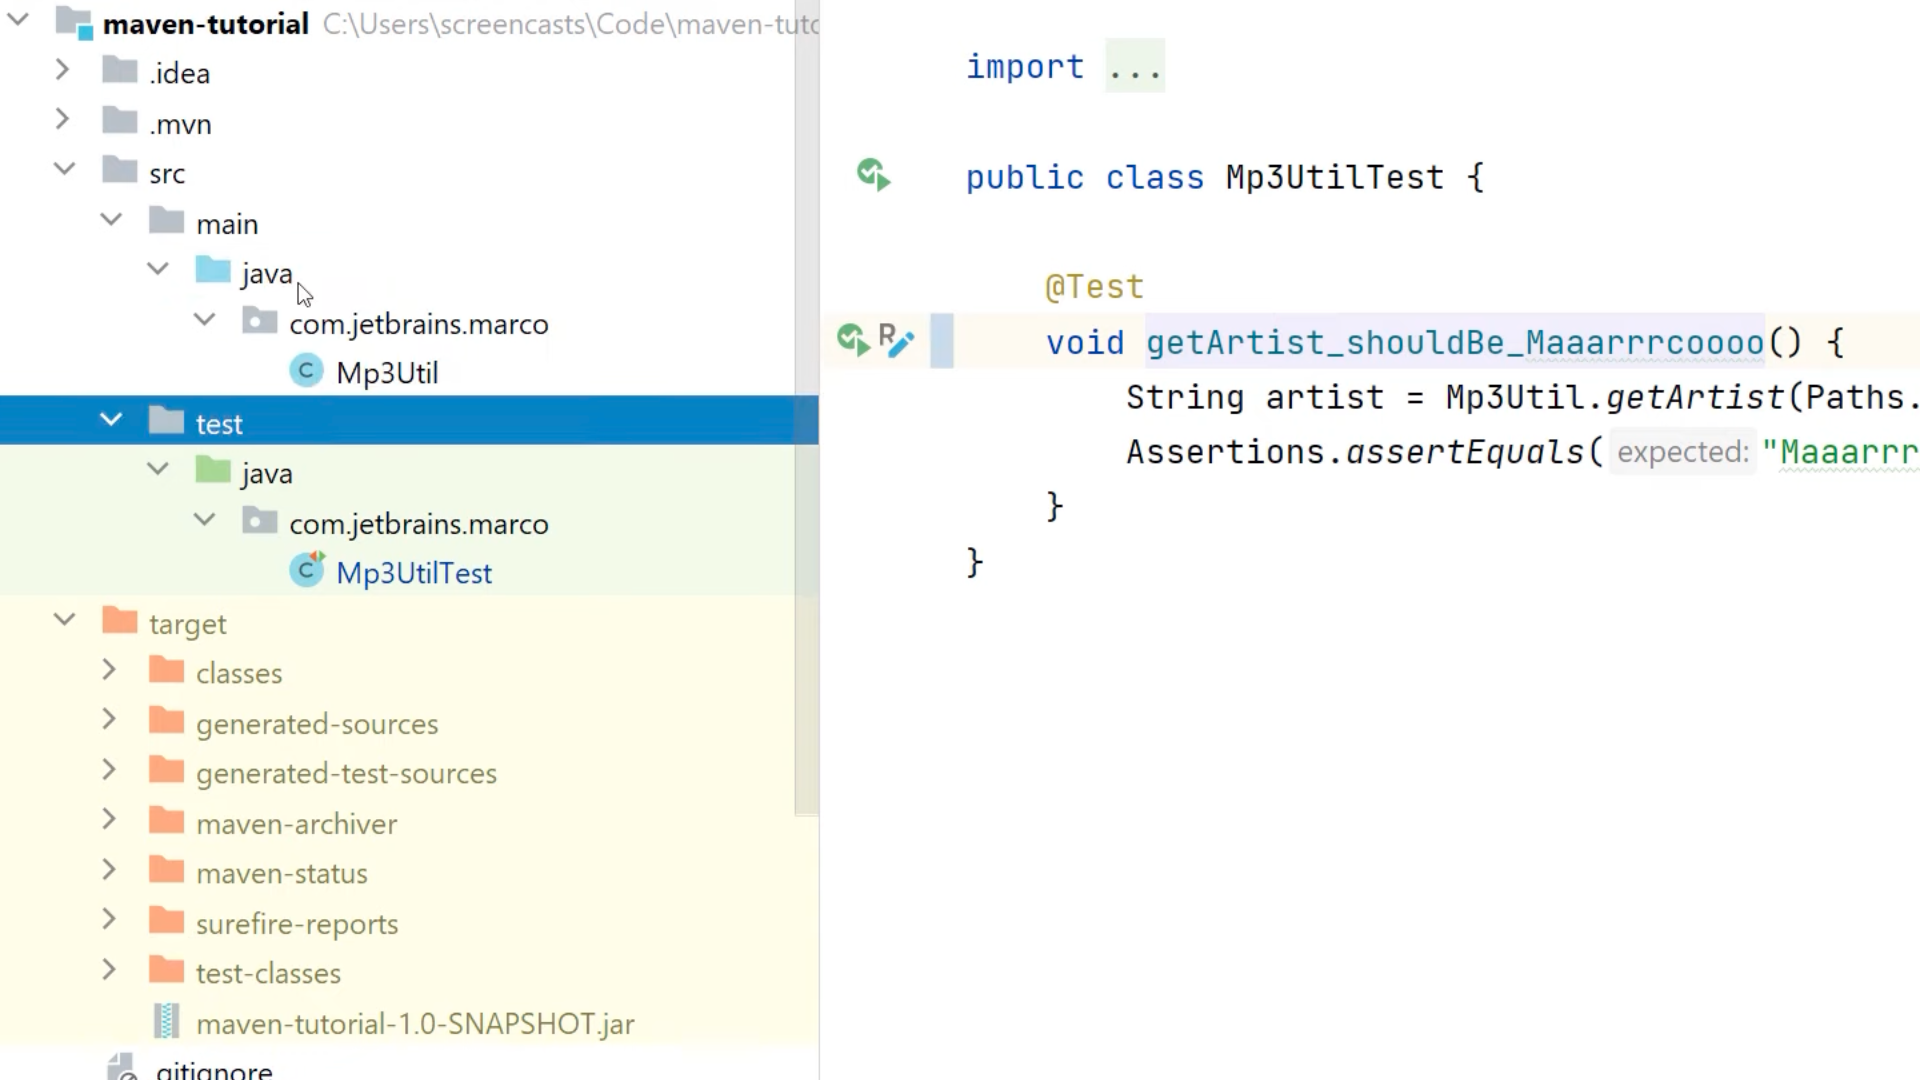 maven-tutorial C:\Users\screencasts\Code\maven-tuto
.idea
.mvn
src
main
java
com.jetbrains.marco
C Mp3Util
test
java
com.jetbrains.marco
C Mp3UtilTest
target
classes
generated-sources
generated-test-sources
maven-archiver
maven-status
surefire-reports
test-classes
maven-tutorial-1.0-SNAPSHOT.jar
.gitignore
import ...
public class Mp3UtilTest {
@Test
R void getArtist_shouldBe_Maaarrrcoooo() {
String artist = Mp3Util.getArtist(Paths.
Assertions.assertEquals( expected: "Maaarrr
}
}